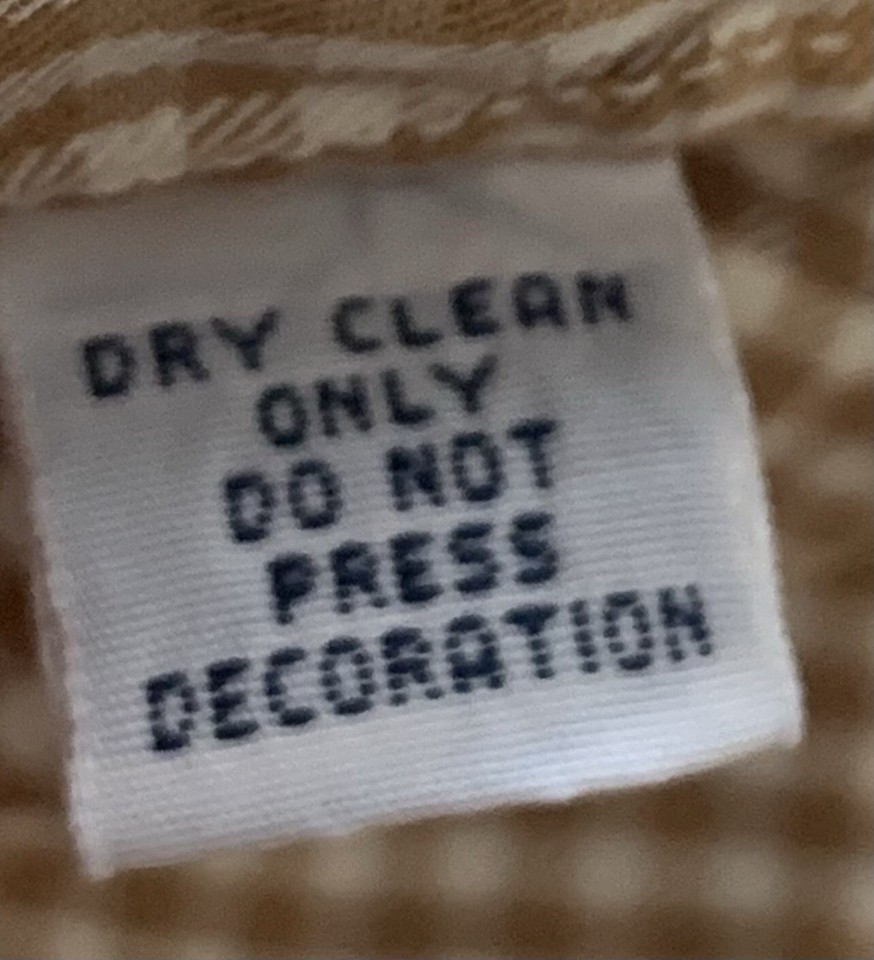 DRY CLEAN
ONLY
DO NOT
PRESS
DECORATION